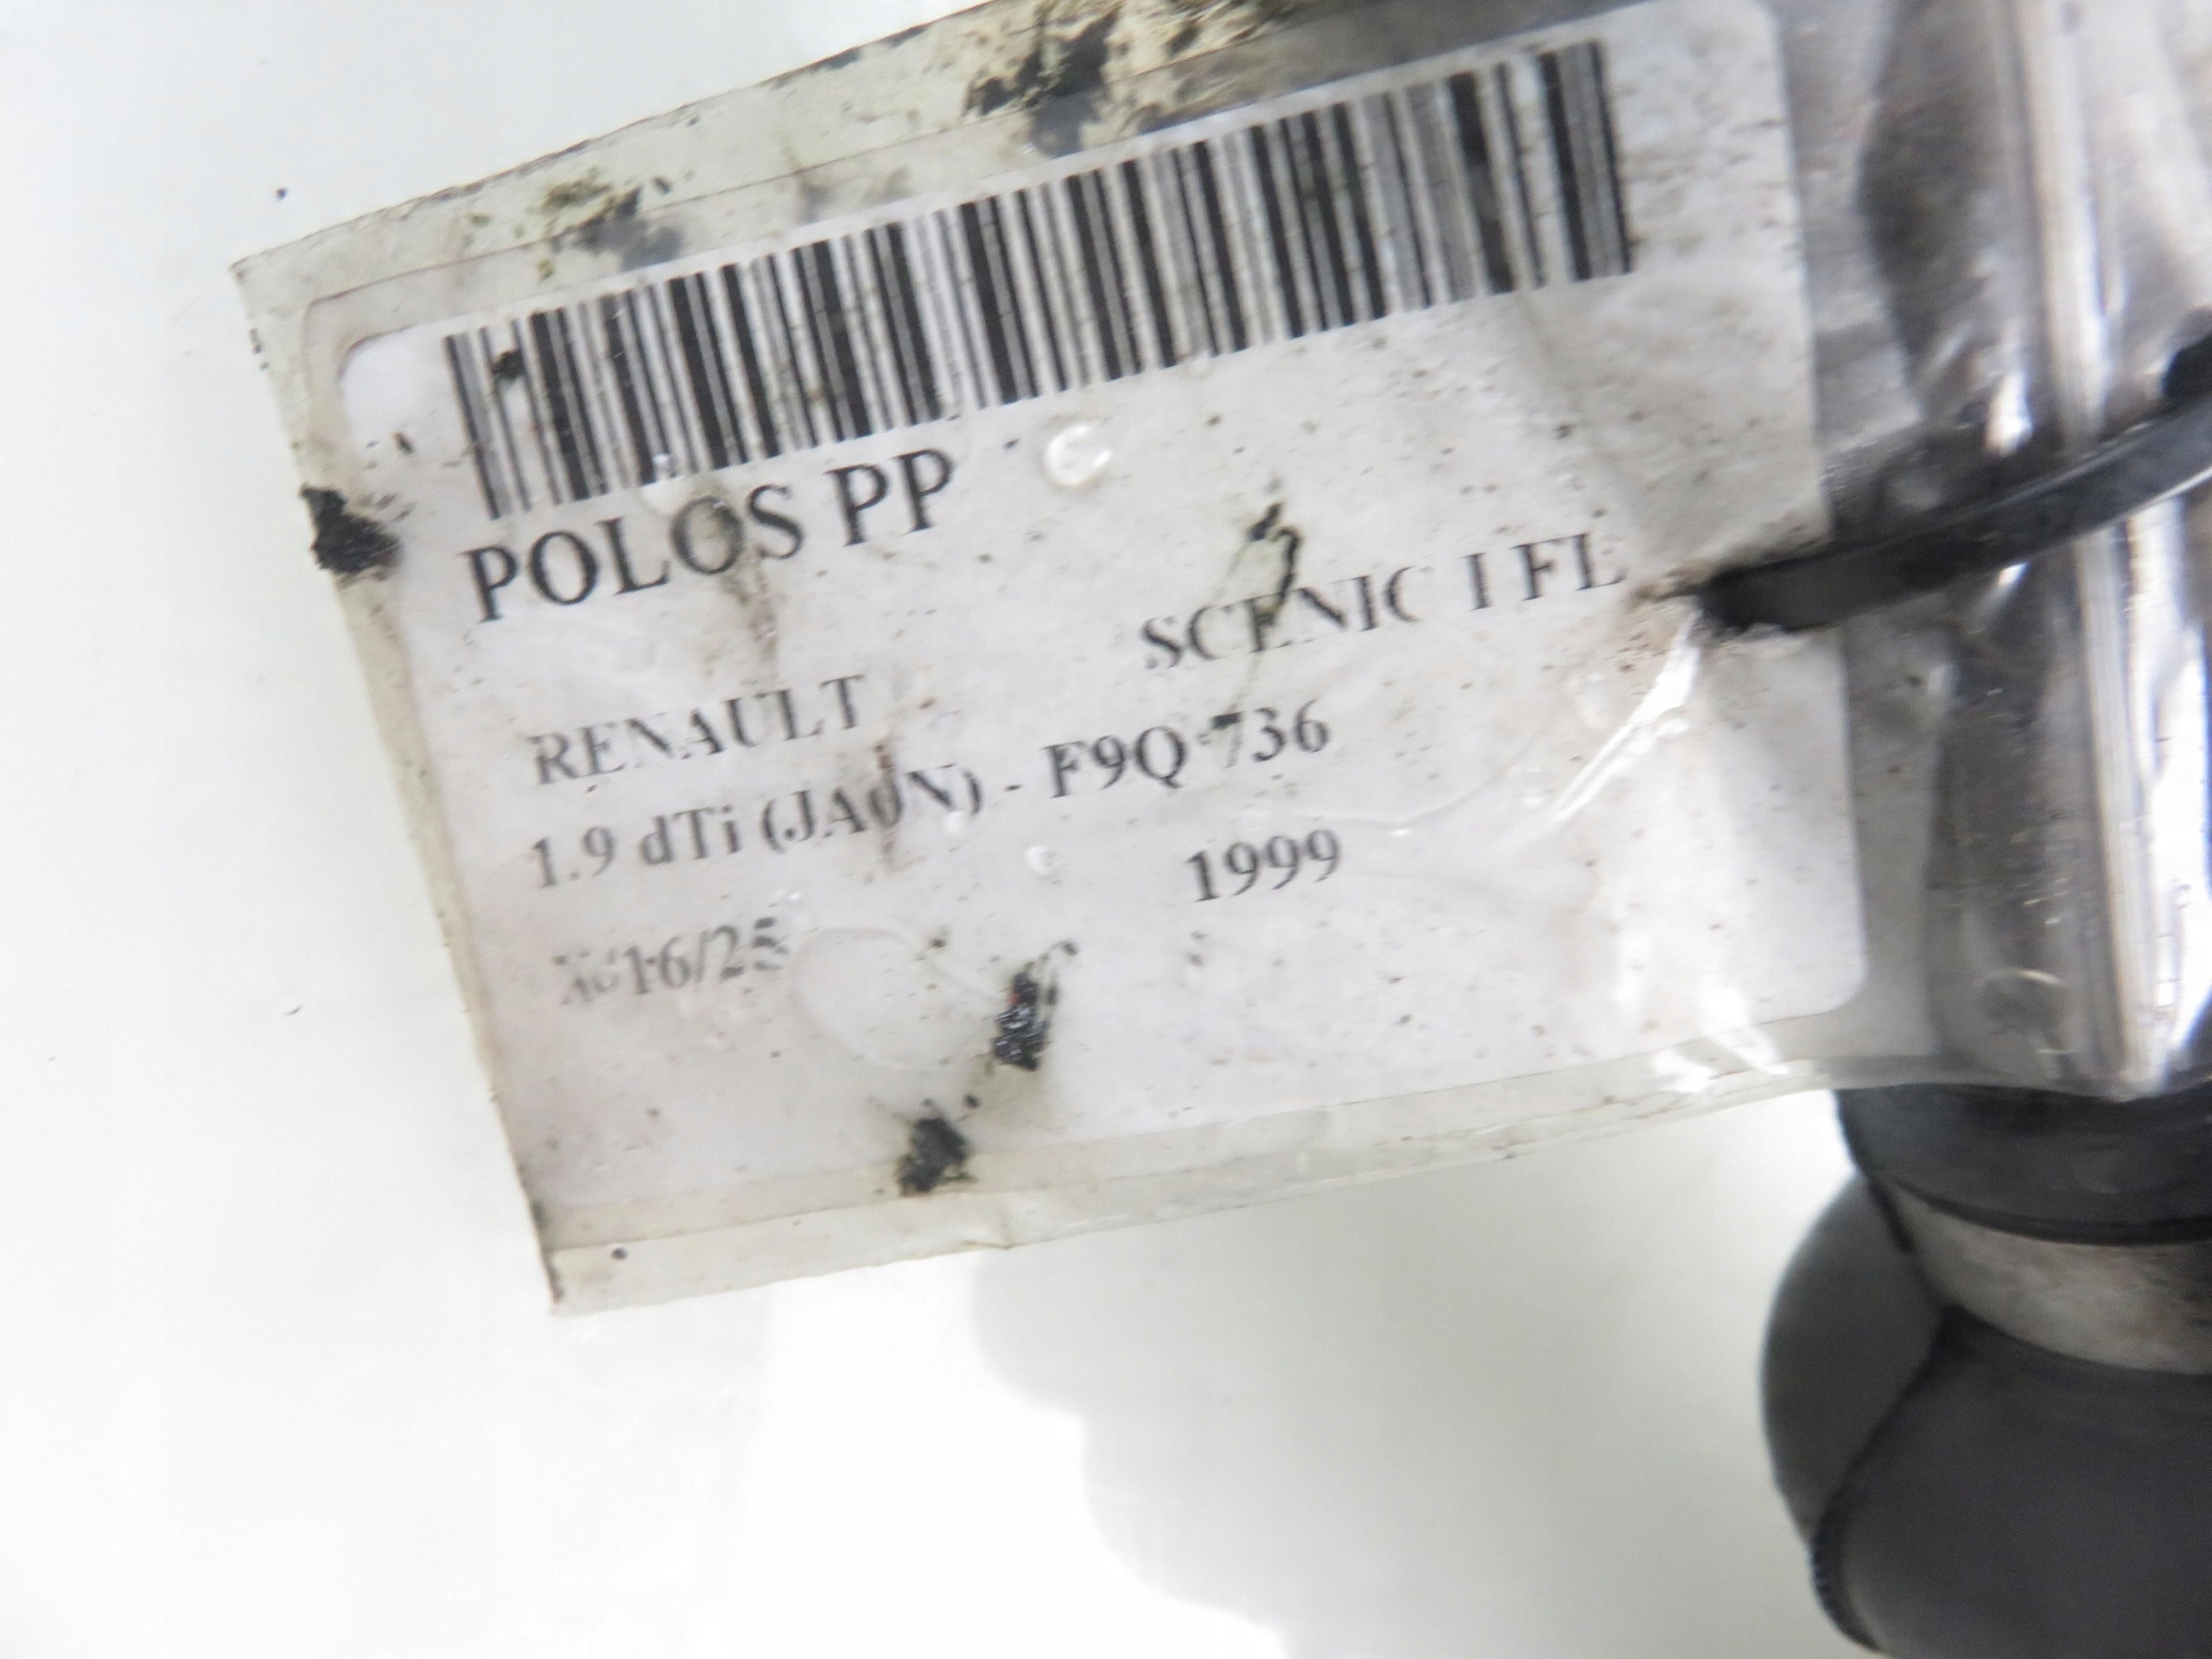 POLOS PP
RENAULT SCENIC I FL
1.9 dTi (JA0N) - F9Q 736
1999